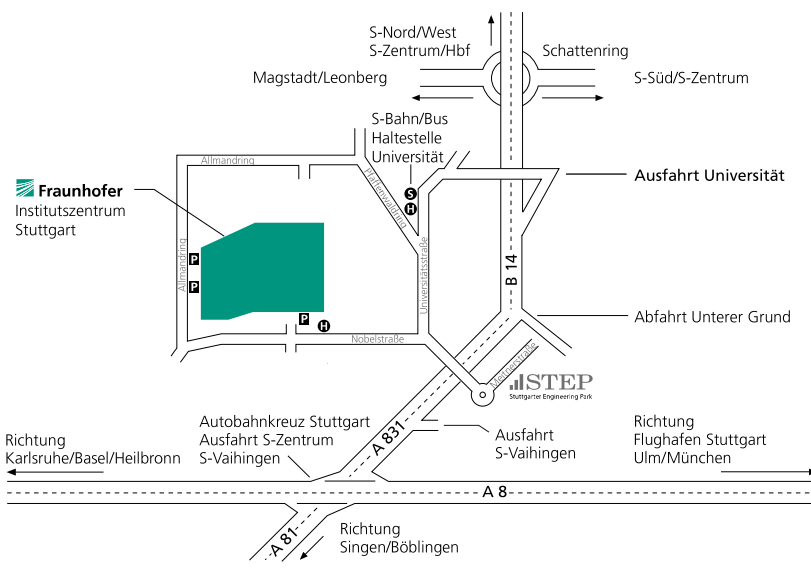 S-Nord/West
S-Zentrum/Hbf
Schattenring
Magstadt/Leonberg
S-Süd/S-Zentrum
S-Bahn/Bus
Haltestelle
Universität
Allmandring
Pfaffenwaldring
Ausfahrt Universität
Fraunhofer
Institutszentrum
Stuttgart
S
H
Allmandring
P
P
Universitätsstraße
B 14
P
H
Nobelstraße
Abfahrt Unterer Grund
Meitnerstraße
STEP
Stuttgarter Engineering Park
Autobahnkreuz Stuttgart
Ausfahrt S-Zentrum
S-Vaihingen
A 831
Ausfahrt
S-Vaihingen
Richtung
Karlsruhe/Basel/Heilbronn
Richtung
Flughafen Stuttgart
Ulm/München
A 8
A 81
Richtung
Singen/Böblingen